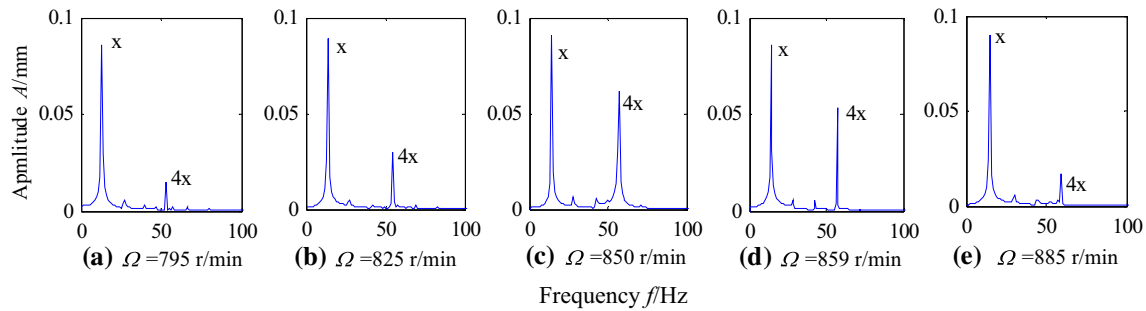 Apmlitude A/mm
0.1
0.05
0
x
4x
0
50
100
(a) Ω =795 r/min
0.1
0.05
0
x
4x
0
50
100
(b) Ω =825 r/min
0.1
0.05
0
x
4x
0
50
100
(c) Ω =850 r/min
0.1
0.05
0
x
4x
0
50
100
(d) Ω =859 r/min
0.1
0.05
0
x
4x
0
50
100
(e) Ω =885 r/min
Frequency f/Hz